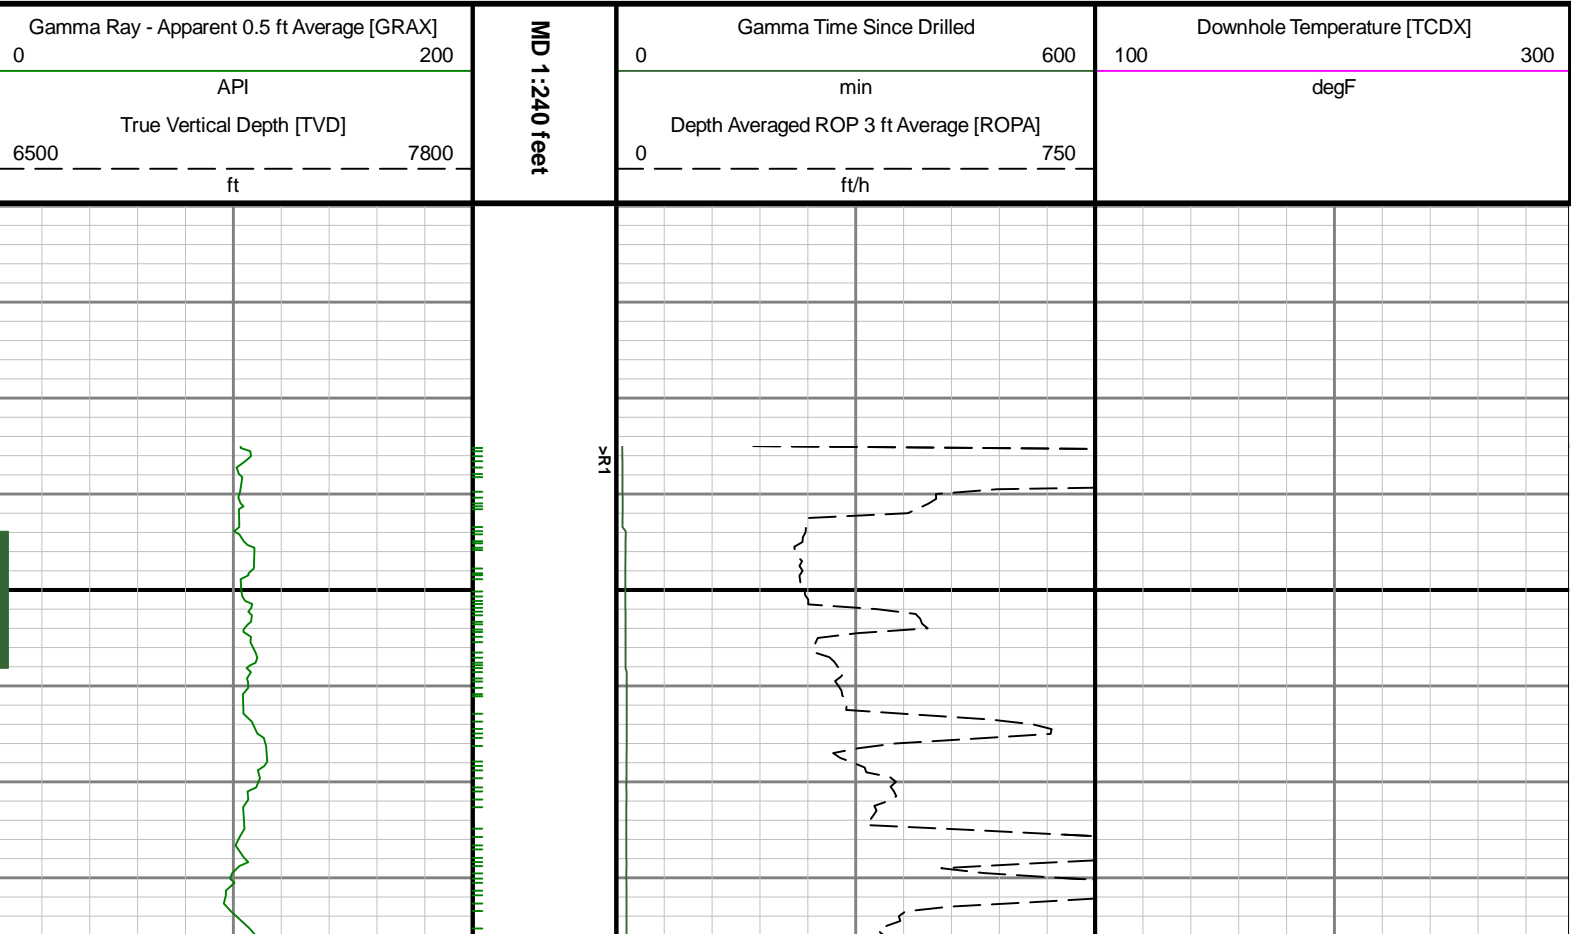 Gamma Ray - Apparent 0.5 ft Average [GRAX]
0 200
API
True Vertical Depth [TVD]
6500 7800
ft
MD 1:240 feet
Gamma Time Since Drilled
0 600
min
Depth Averaged ROP 3 ft Average [ROPA]
0 750
ft/h
Downhole Temperature [TCDX]
100 300
degF
>R1